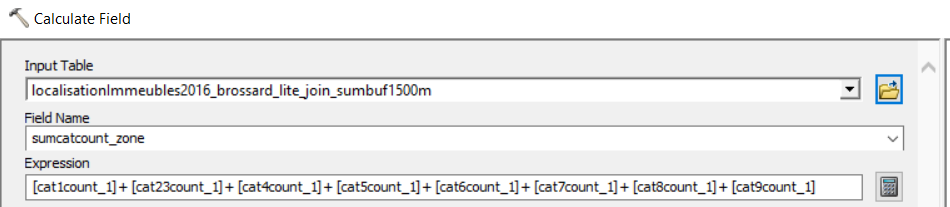 Calculate Field
Input Table
localisationImmeubles2016_brossard_lite_join_sumbuf1500m
Field Name
sumcatcount_zone
Expression
[cat1count_1] + [cat23count_1] + [cat4count_1] + [cat5count_1] + [cat6count_1] + [cat7count_1] + [cat8count_1] + [cat9count_1]